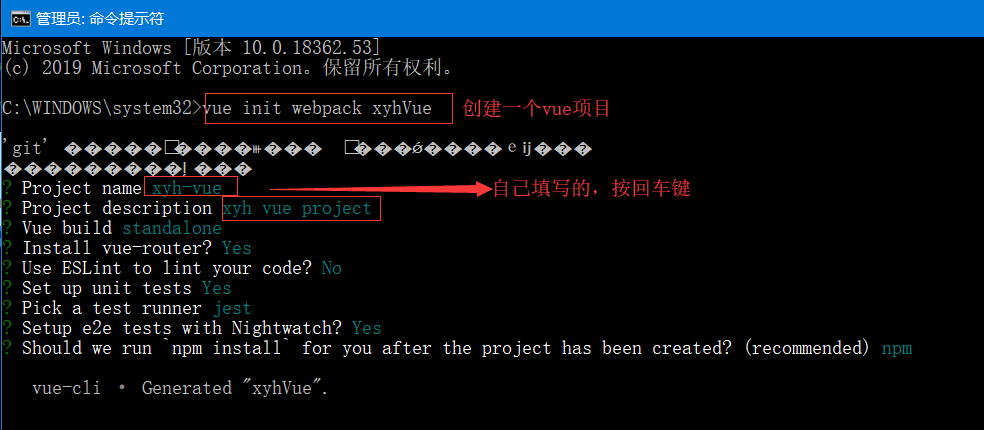 管理员: 命令提示符
Microsoft Windows [版本 10.0.18362.53]
(c) 2019 Microsoft Corporation。保留所有权利。
C:\WINDOWS\system32>vue init webpack xyhVue 创建一个vue项目
'git'
? Project name xyh-vue 自己填写的，按回车键
? Project description xyh vue project
? Vue build standalone
? Install vue-router? Yes
? Use ESLint to lint your code? No
? Set up unit tests Yes
? Pick a test runner jest
? Setup e2e tests with Nightwatch? Yes
? Should we run `npm install` for you after the project has been created? (recommended) npm
vue-cli · Generated "xyhVue".